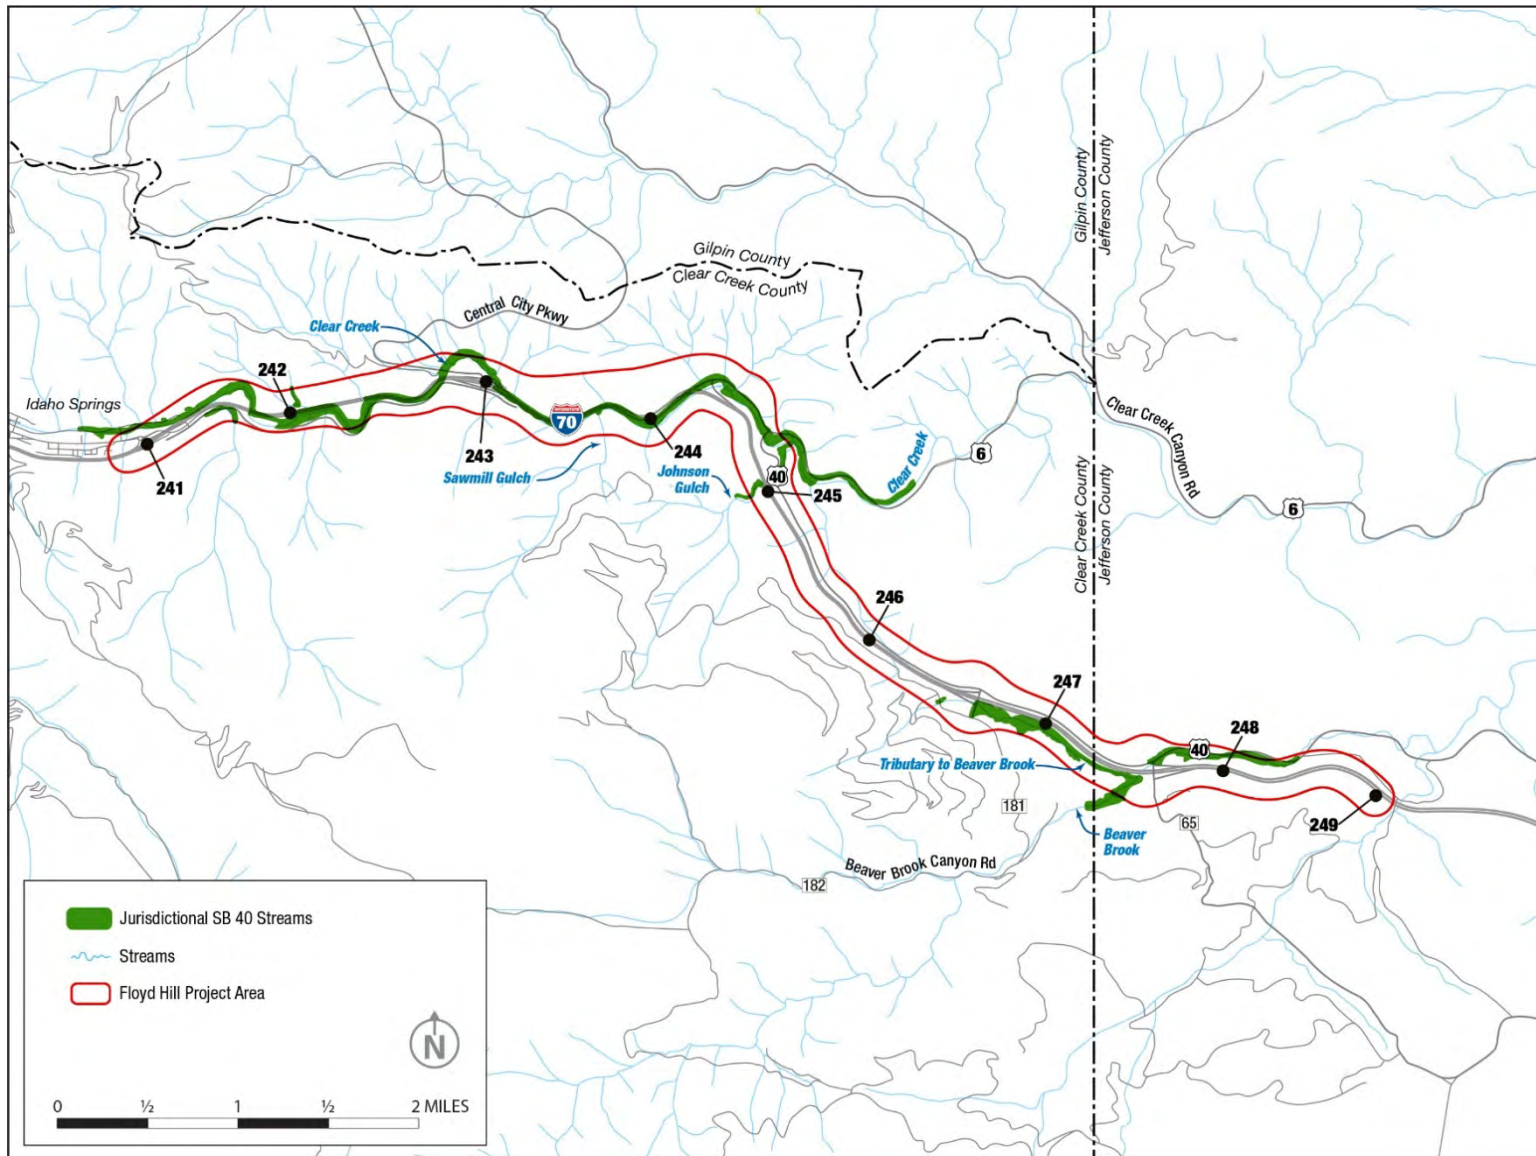 Gilpin County
Jefferson County
Gilpin County
Clear Creek County
Central City Pkwy
Clear Creek
242
Idaho Springs
INTERSTATE
70
241
243
Sawmill Gulch
244
Johnson
Gulch
40
245
Clear Creek
6
Clear Creek Canyon Rd
6
Clear Creek County
Jefferson County
246
247
40
248
Tributary to Beaver Brook
181
65
249
Beaver
Brook
Beaver Brook Canyon Rd
182
Jurisdictional SB 40 Streams
Streams
Floyd Hill Project Area
N
0 ½ 1 ½ 2 MILES